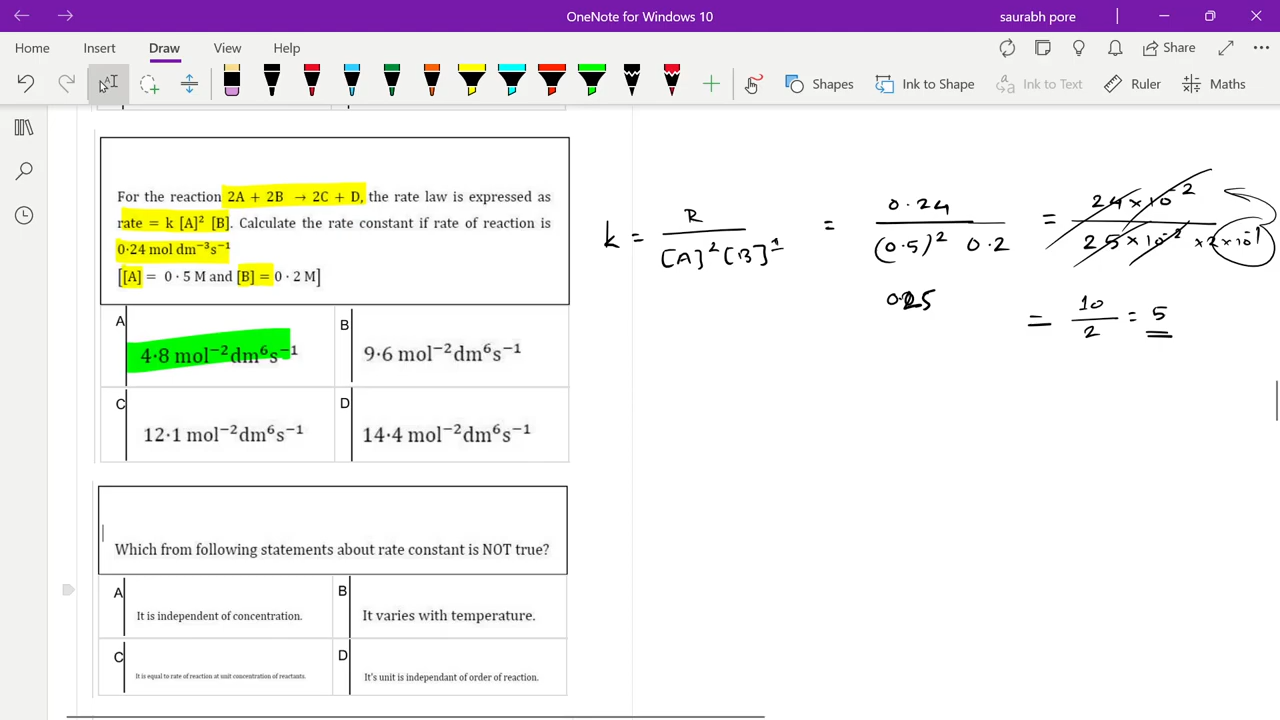 OneNote for Windows 10
saurabh pore
Home Insert Draw View Help
Share
Shapes Ink to Shape Ink to Text Ruler Maths
For the reaction 2A + 2B → 2C + D, the rate law is expressed as
rate = k [A]² [B]. Calculate the rate constant if rate of reaction is
0·24 mol dm⁻³s⁻¹
[[A] = 0 · 5 M and [B] = 0 · 2 M]
A
4·8 mol⁻²dm⁶s⁻¹
B
9·6 mol⁻²dm⁶s⁻¹
C
12·1 mol⁻²dm⁶s⁻¹
D
14·4 mol⁻²dm⁶s⁻¹
k = R / [A]² [B]¹ = 0.24 / (0.5)² 0.2 = 24 × 10⁻² / 25 × 10⁻² × 2 × 10⁻¹
= 10 / 2 = 5
Which from following statements about rate constant is NOT true?
A
It is independent of concentration.
B
It varies with temperature.
C
It is equal to rate of reaction at unit concentration of reactants.
D
It's unit is independant of order of reaction.